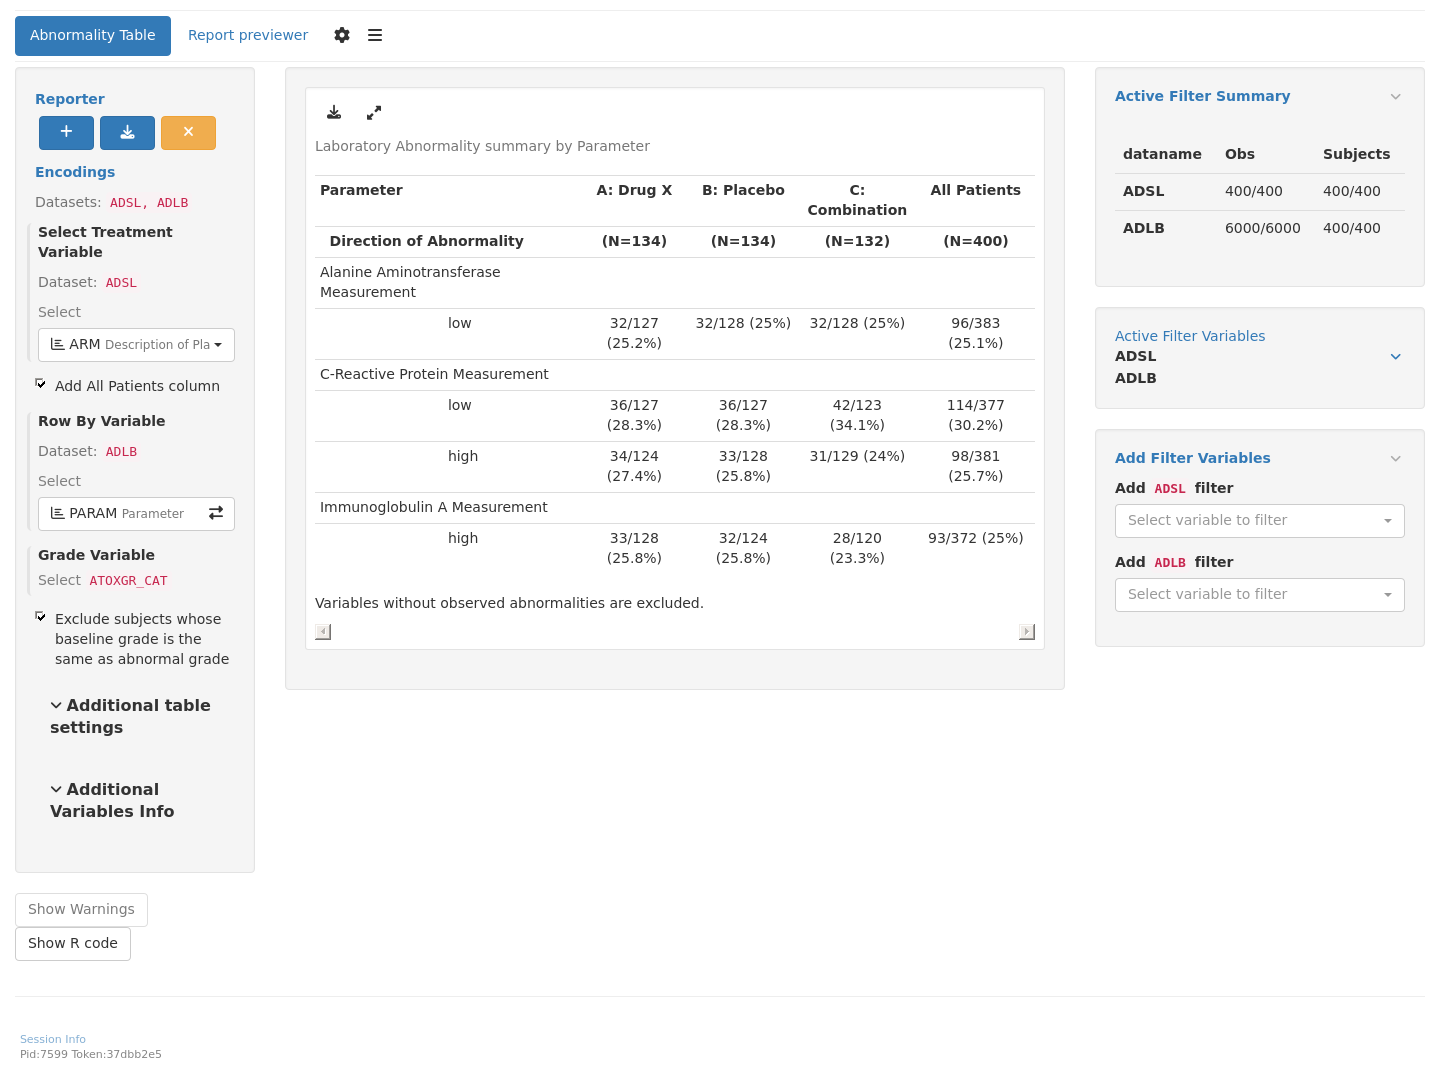 Abnormality Table Report previewer
Reporter
Encodings
Datasets: ADSL, ADLB
Select Treatment
Variable
Dataset: ADSL
Select
ARM Description of Pla
Add All Patients column
Row By Variable
Dataset: ADLB
Select
PARAM Parameter
Grade Variable
Select ATOXGR_CAT
Exclude subjects whose
baseline grade is the
same as abnormal grade
Additional table
settings
Additional
Variables Info
Show Warnings
Show R code
Laboratory Abnormality summary by Parameter
Parameter A: Drug X B: Placebo C: All Patients
Combination
Direction of Abnormality (N=134) (N=134) (N=132) (N=400)
Alanine Aminotransferase
Measurement
low 32/127 32/128 (25%) 32/128 (25%) 96/383
(25.2%) (25.1%)
C-Reactive Protein Measurement
low 36/127 36/127 42/123 114/377
(28.3%) (28.3%) (34.1%) (30.2%)
high 34/124 33/128 31/129 (24%) 98/381
(27.4%) (25.8%) (25.7%)
Immunoglobulin A Measurement
high 33/128 32/124 28/120 93/372 (25%)
(25.8%) (25.8%) (23.3%)
Variables without observed abnormalities are excluded.
Active Filter Summary
dataname Obs Subjects
ADSL 400/400 400/400
ADLB 6000/6000 400/400
Active Filter Variables
ADSL
ADLB
Add Filter Variables
Add ADSL filter
Select variable to filter
Add ADLB filter
Select variable to filter
Session Info
Pid:7599 Token:37dbb2e5